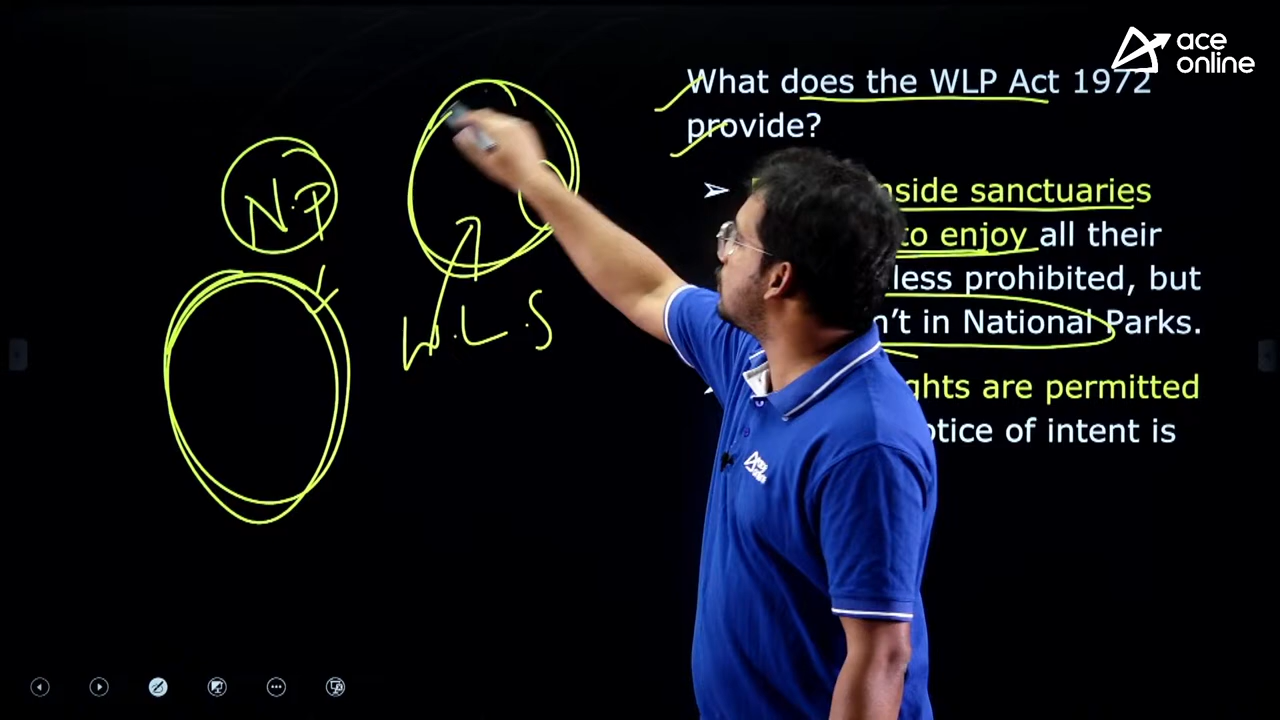 ace
online
What does the WLP Act 1972
provide?
inside sanctuaries
to enjoy all their
less prohibited, but
n't in National Parks.
ghts are permitted
otice of intent is
N.P
W.L.S